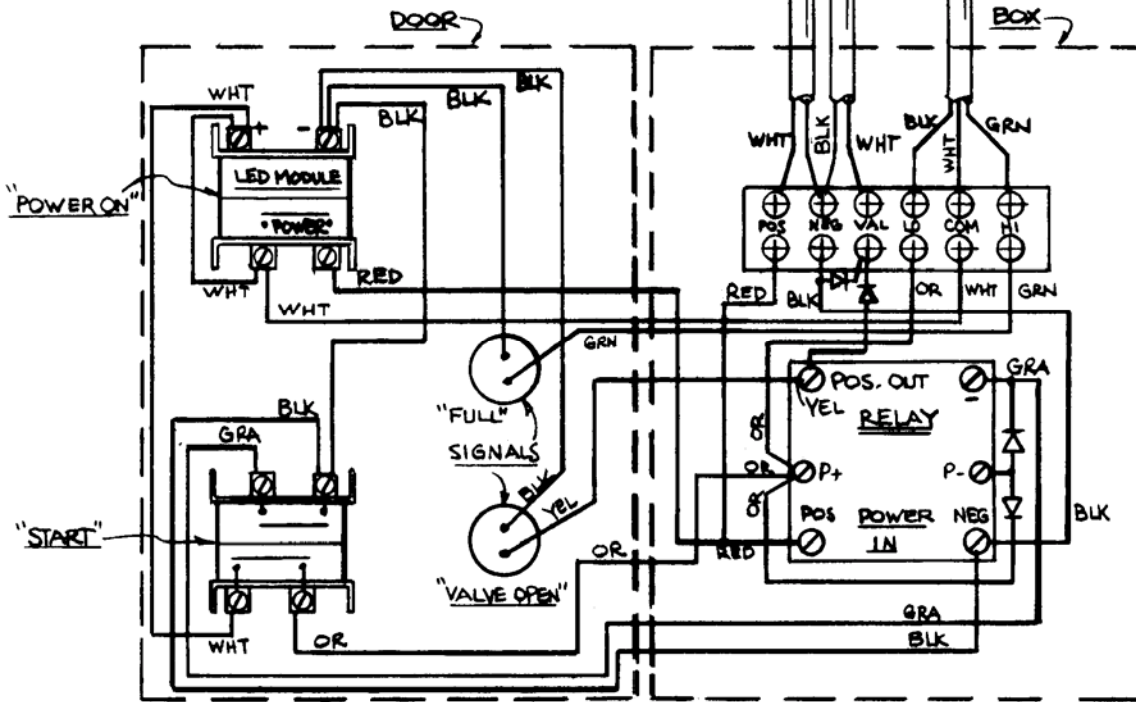 DOOR
BOX
WHT
+
-
BLK
BLK
BLK
LED MODULE
"POWER"
"POWER ON"
WHT
RED
WHT
WHT
BLK
WHT
BLK
WHT
GRN
POS
NEG
VAL
LO
COM
HI
RED
BLK
OR
WHT
GRN
GRN
"FULL"
SIGNALS
BLK
YEL
"VALVE OPEN"
BLK
GRA
"START"
WHT
OR
OR
POS. OUT
-
GRA
YEL
RELAY
OR
OR
P+
P-
OR
POS
POWER
IN
NEG
BLK
RED
GRA
BLK